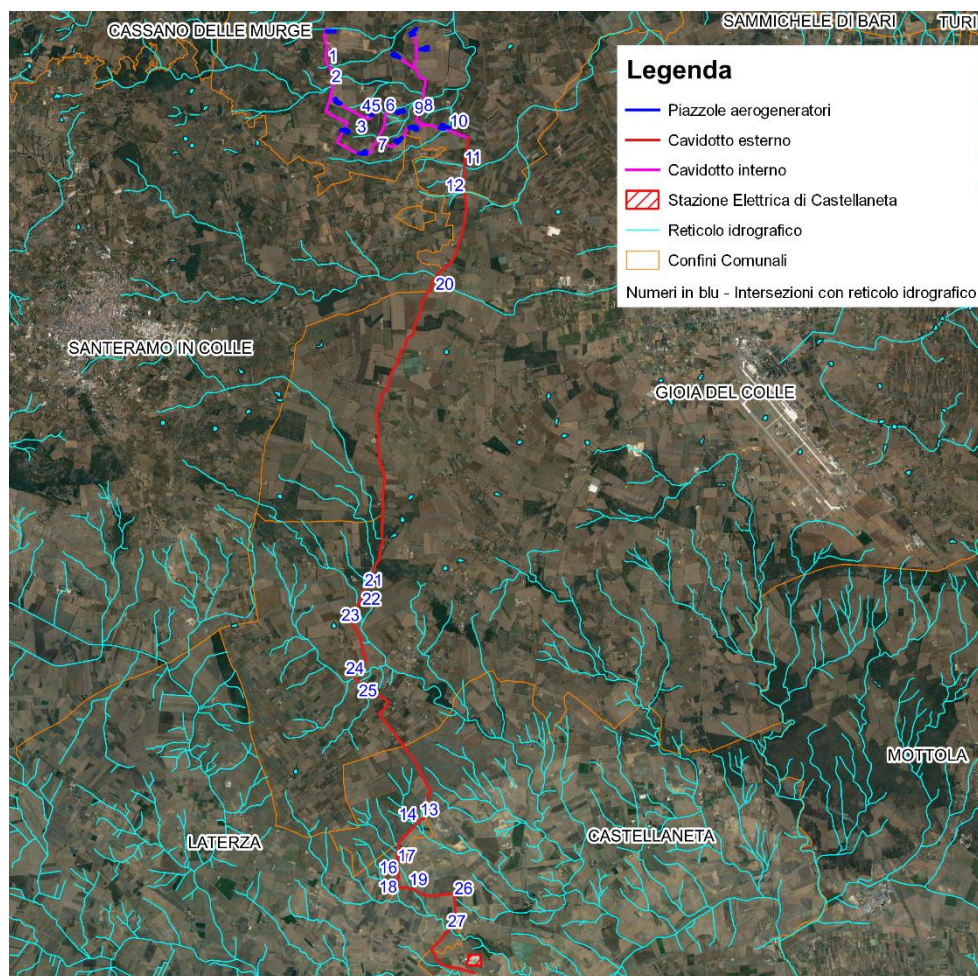 CASSANO DELLE MURGE
SAMMICHELE DI BARI
TURI
Legenda
Piazzole aerogeneratori
Cavidotto esterno
Cavidotto interno
Stazione Elettrica di Castellaneta
Reticolo idrografico
Confini Comunali
Numeri in blu - Intersezioni con reticolo idrografico
1
2
45
6
3
7
98
10
11
12
20
SANTERAMO IN COLLE
GIOIA DEL COLLE
21
22
23
24
25
MOTTOLA
14
13
LATERZA
CASTELLANETA
17
16
18
19
26
27